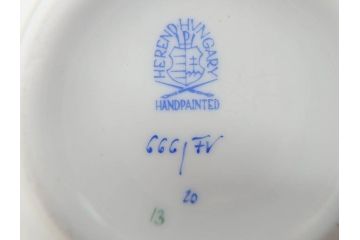 HEREND HUNGARY
HANDPAINTED
666/FV
20
13